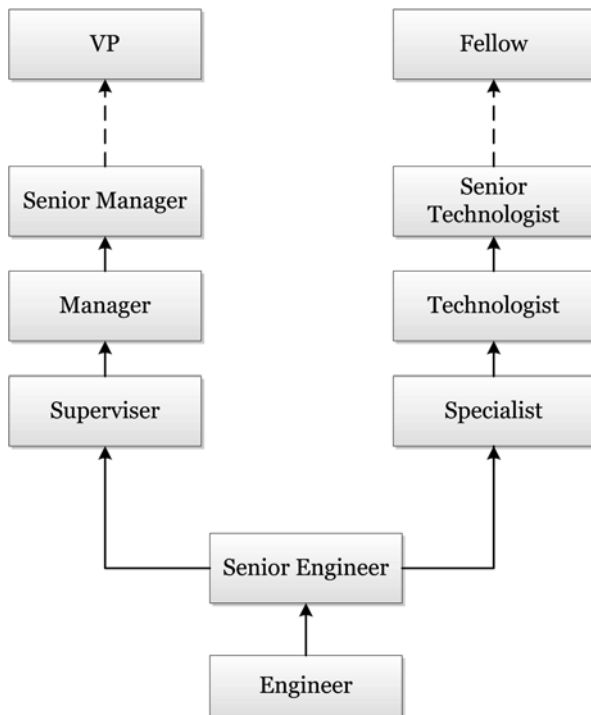 VP
Fellow
Senior Manager
Senior
Technologist
Manager
Technologist
Superviser
Specialist
Senior Engineer
Engineer